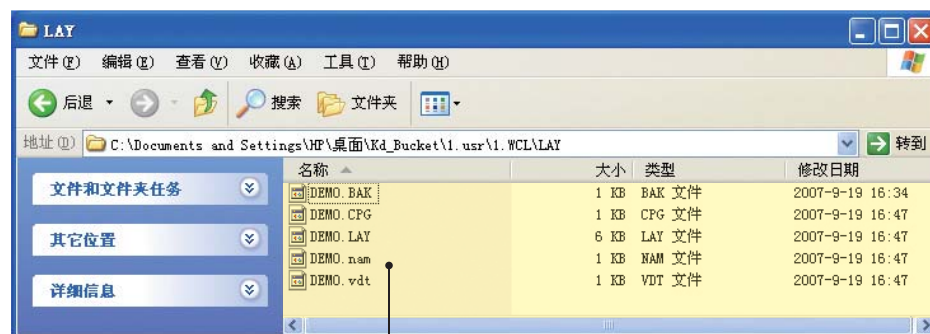 LAY
文件(F) 编辑(E) 查看(V) 收藏(A) 工具(T) 帮助(H)
后退 搜索 文件夹
地址(D) C:\Documents and Settings\HP\桌面\Kd_Bucket\1.usr\1.WCL\LAY 转到
名称 大小 类型 修改日期
文件和文件夹任务
其它位置
详细信息
DEMO.BAK 1 KB BAK 文件 2007-9-19 16:34
DEMO.CPG 1 KB CPG 文件 2007-9-19 16:47
DEMO.LAY 6 KB LAY 文件 2007-9-19 16:47
DEMO.nam 1 KB NAM 文件 2007-9-19 16:47
DEMO.vdt 1 KB VDT 文件 2007-9-19 16:47